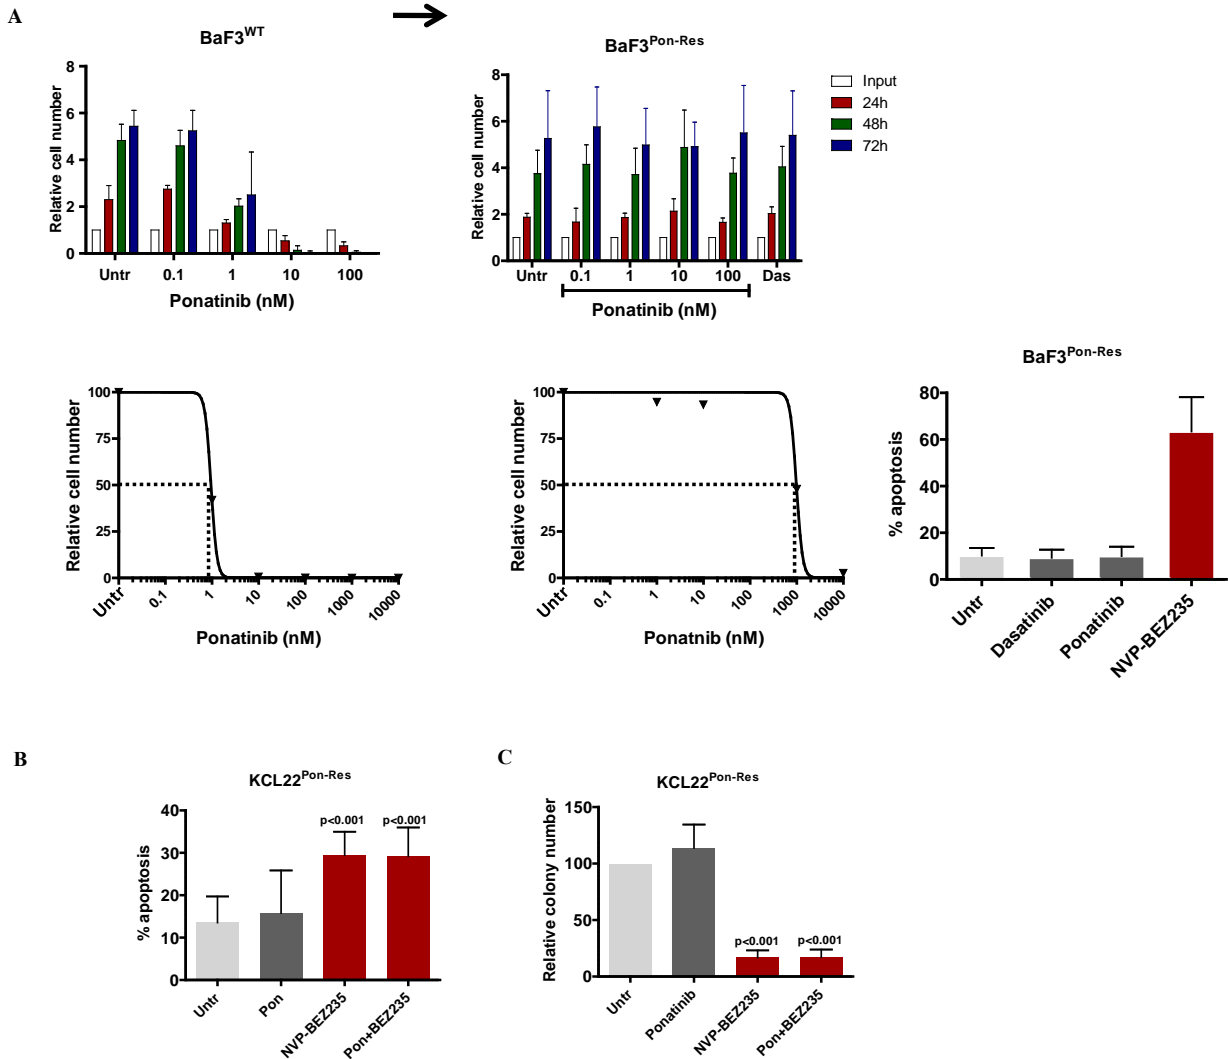 A
BaF3WT
Relative cell number
8
6
4
2
0
Untr 0.1 1 10 100
Ponatinib (nM)
BaF3Pon-Res
Relative cell number
8
6
4
2
0
Untr 0.1 1 10 100 Das
Ponatinib (nM)
Input
24h
48h
72h
Relative cell number
100
75
50
25
0
Untr 0.1 1 10 100 1000 10000
Ponatinib (nM)
Relative cell number
100
75
50
25
0
Untr 0.1 1 10 100 1000 10000
Ponatnib (nM)
BaF3Pon-Res
% apoptosis
80
60
40
20
0
Untr Dasatinib Ponatinib NVP-BEZ235
B
KCL22Pon-Res
% apoptosis
40
30
20
10
0
p<0.001 p<0.001
Untr Pon NVP-BEZ235 Pon+BEZ235
C
KCL22Pon-Res
Relative colony number
150
100
50
0
p<0.001 p<0.001
Untr Ponatinib NVP-BEZ235 Pon+BEZ235